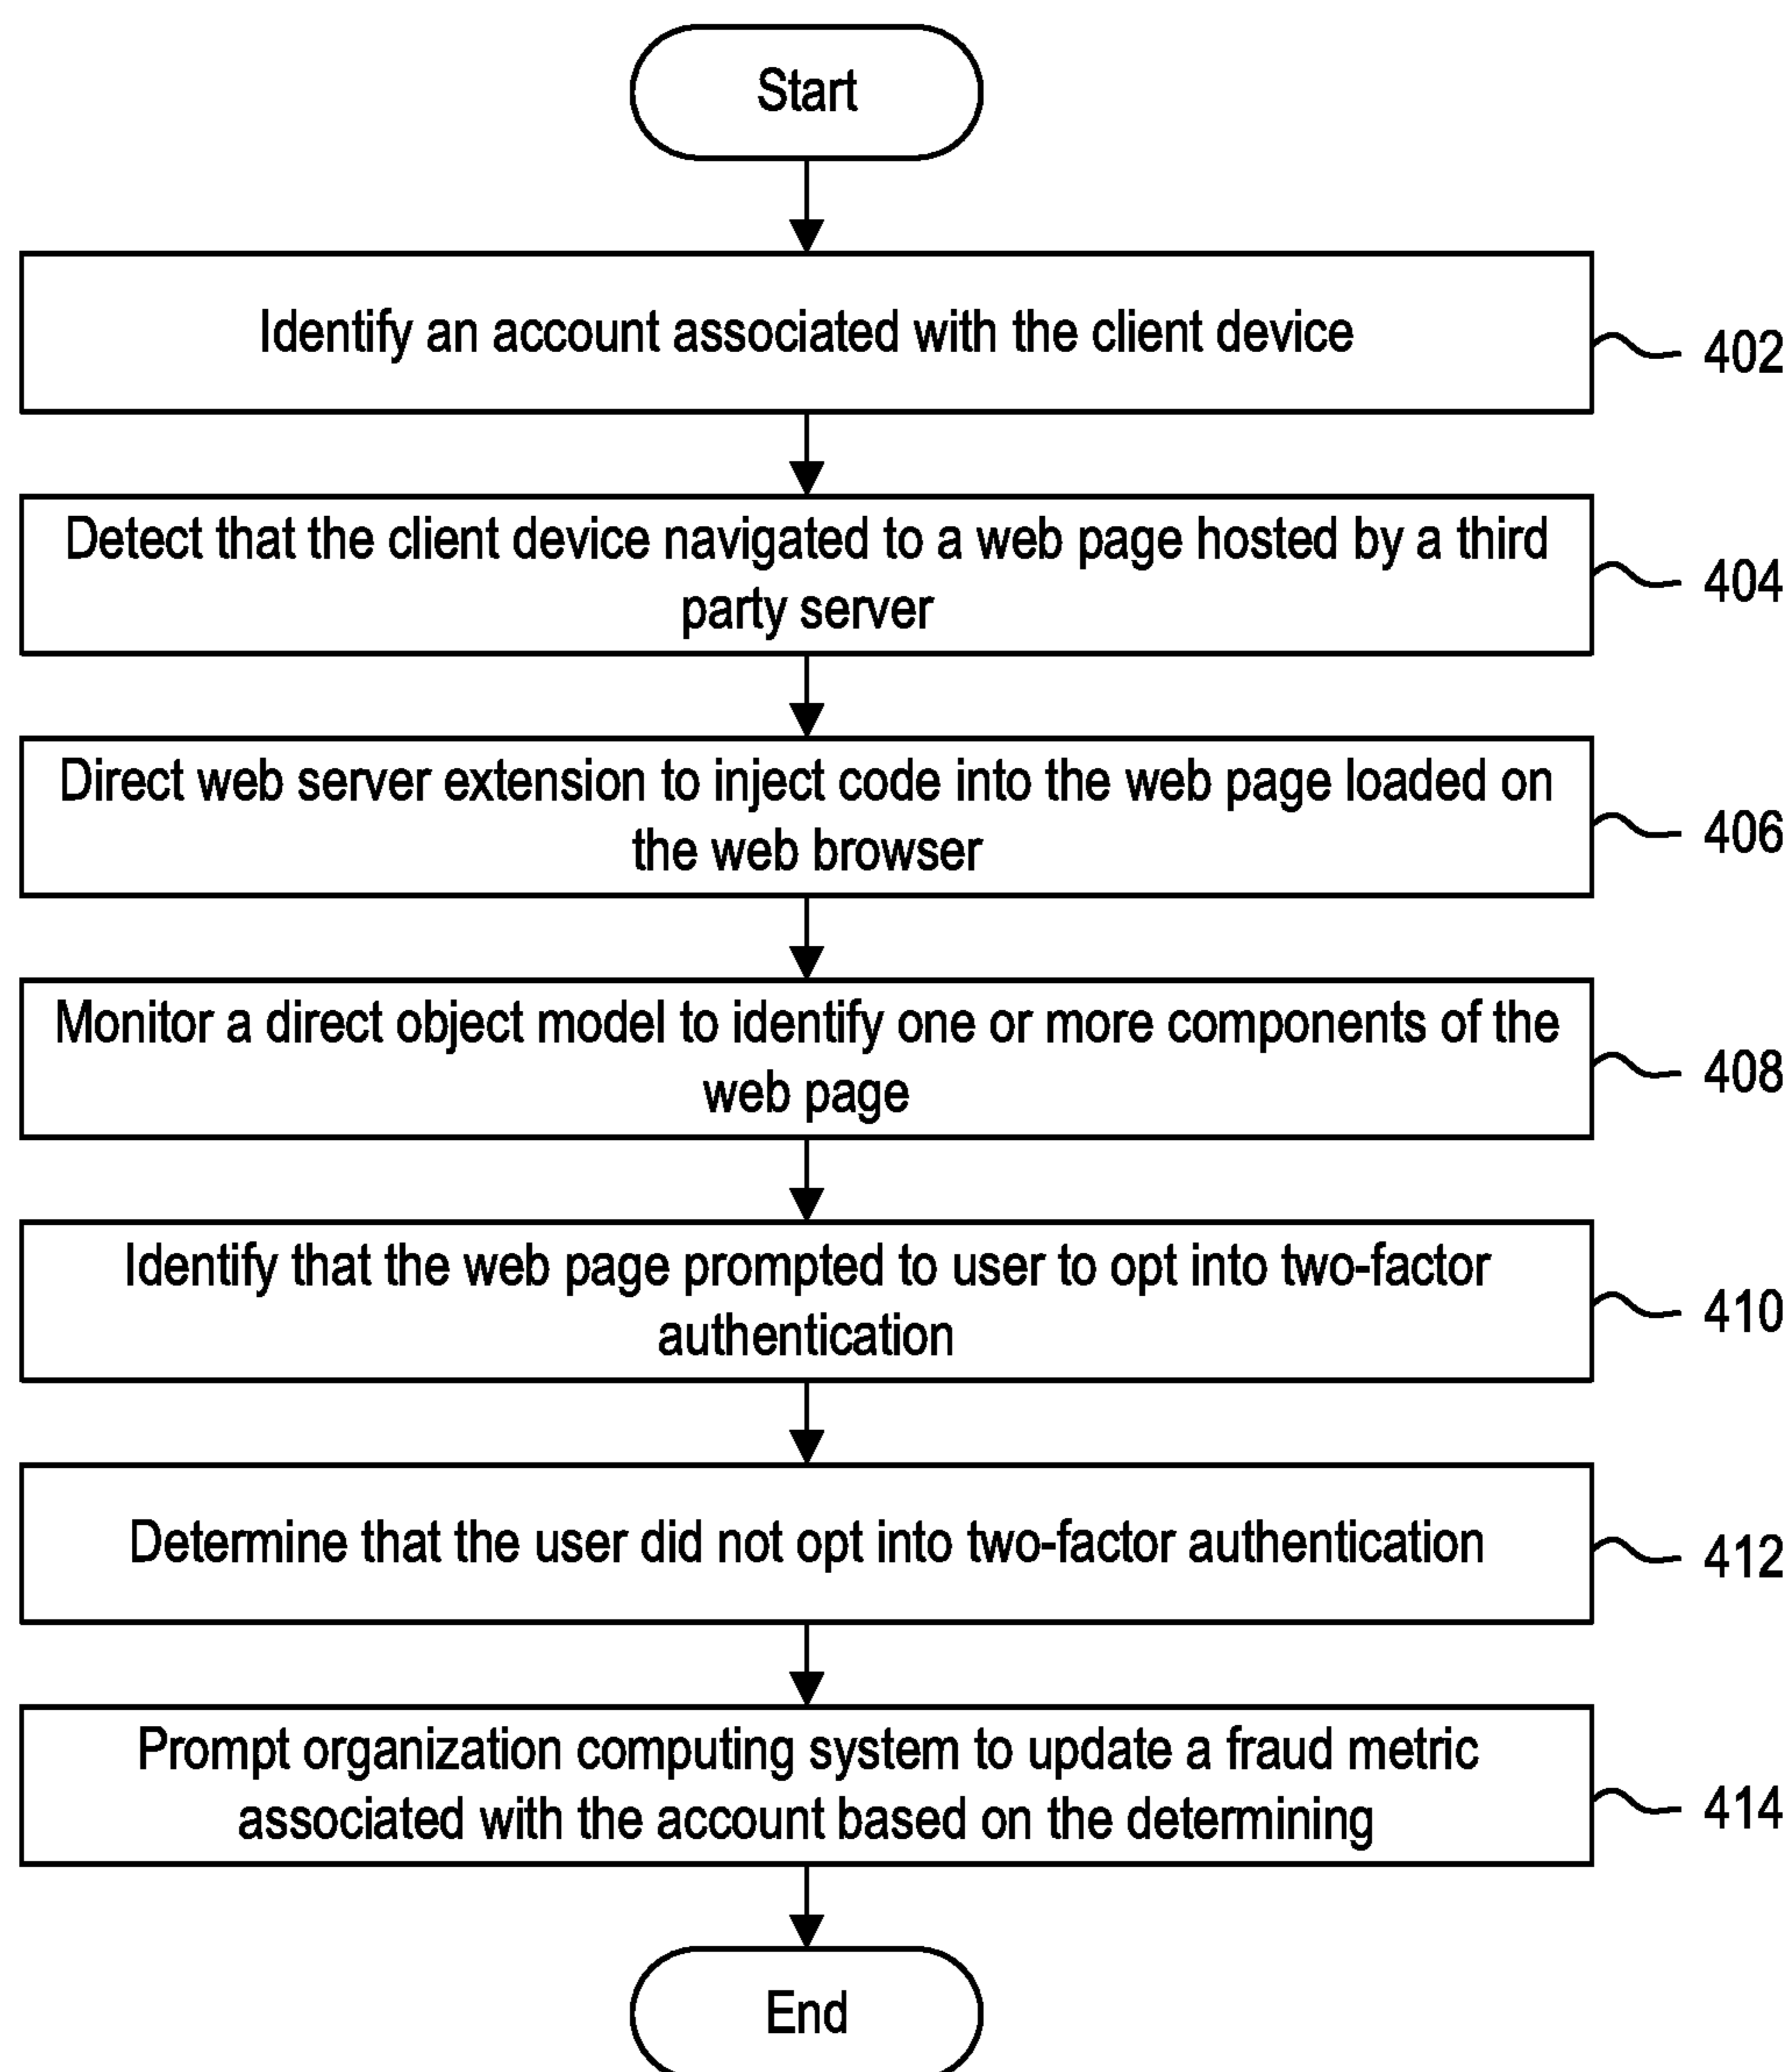 Start
Identify an account associated with the client device
402
Detect that the client device navigated to a web page hosted by a third
party server
404
Direct web server extension to inject code into the web page loaded on
the web browser
406
Monitor a direct object model to identify one or more components of the
web page
408
Identify that the web page prompted to user to opt into two-factor
authentication
410
Determine that the user did not opt into two-factor authentication
412
Prompt organization computing system to update a fraud metric
associated with the account based on the determining
414
End